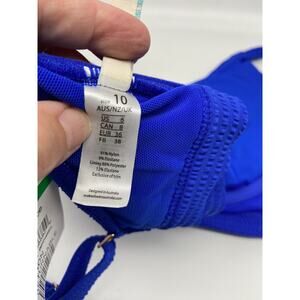 SIZE 10
AUS/NZ/UK
US 6
CAN 8
EUR 36
FR 38
91% Nylon
9% Elastane
Lining 88% Polyester
12% Elastane
Exclusive of trim
Designed in Australia